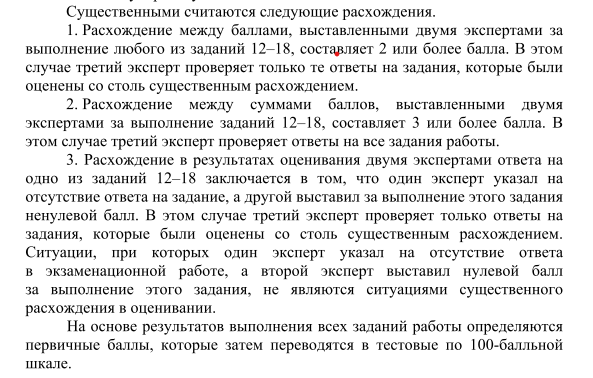 Существенными считаются следующие расхождения.
1. Расхождение между баллами, выставленными двумя экспертами за
выполнение любого из заданий 12–18, составляет 2 или более балла. В этом
случае третий эксперт проверяет только те ответы на задания, которые были
оценены со столь существенным расхождением.
2. Расхождение между суммами баллов, выставленными двумя
экспертами за выполнение заданий 12–18, составляет 3 или более балла. В
этом случае третий эксперт проверяет ответы на все задания работы.
3. Расхождение в результатах оценивания двумя экспертами ответа на
одно из заданий 12–18 заключается в том, что один эксперт указал на
отсутствие ответа на задание, а другой выставил за выполнение этого задания
ненулевой балл. В этом случае третий эксперт проверяет только ответы на
задания, которые были оценены со столь существенным расхождением.
Ситуации, при которых один эксперт указал на отсутствие ответа
в экзаменационной работе, а второй эксперт выставил нулевой балл
за выполнение этого задания, не являются ситуациями существенного
расхождения в оценивании.
На основе результатов выполнения всех заданий работы определяются
первичные баллы, которые затем переводятся в тестовые по 100-балльной
шкале.